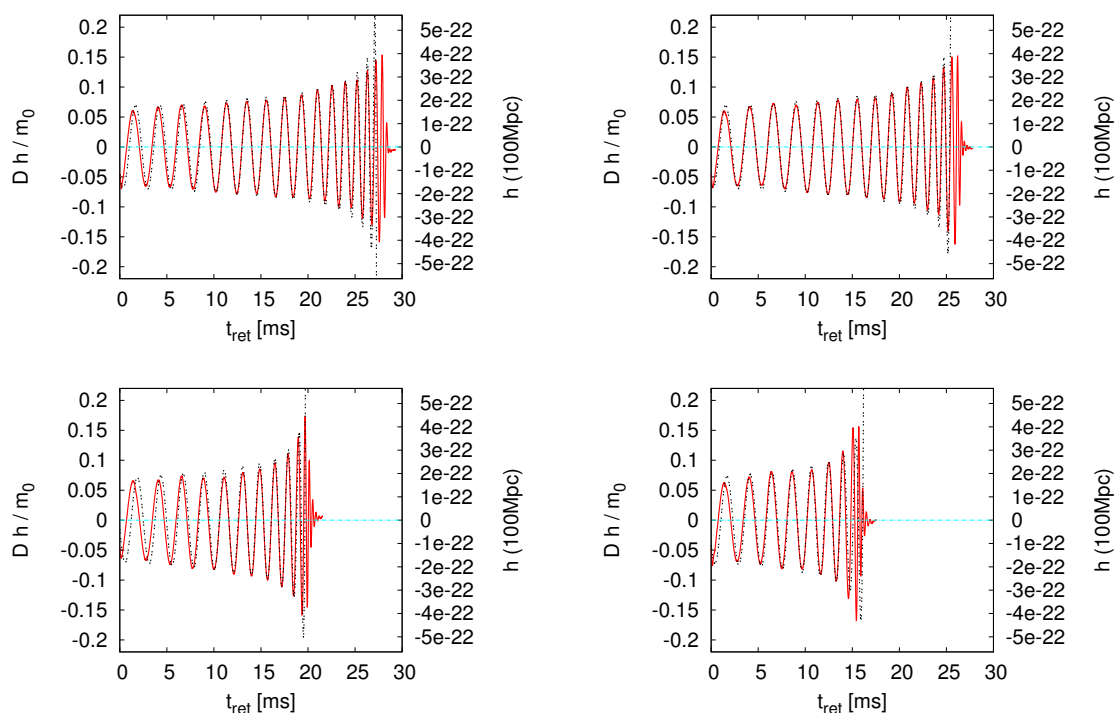 0.2
0.15
0.1
0.05
0
-0.05
-0.1
-0.15
-0.2
D h / m0
5e-22
4e-22
3e-22
2e-22
1e-22
0
-1e-22
-2e-22
-3e-22
-4e-22
-5e-22
h (100Mpc)
0 5 10 15 20 25 30
tret [ms]
0.2
0.15
0.1
0.05
0
-0.05
-0.1
-0.15
-0.2
D h / m0
5e-22
4e-22
3e-22
2e-22
1e-22
0
-1e-22
-2e-22
-3e-22
-4e-22
-5e-22
h (100Mpc)
0 5 10 15 20 25 30
tret [ms]
0.2
0.15
0.1
0.05
0
-0.05
-0.1
-0.15
-0.2
D h / m0
5e-22
4e-22
3e-22
2e-22
1e-22
0
-1e-22
-2e-22
-3e-22
-4e-22
-5e-22
h (100Mpc)
0 5 10 15 20 25 30
tret [ms]
0.2
0.15
0.1
0.05
0
-0.05
-0.1
-0.15
-0.2
D h / m0
5e-22
4e-22
3e-22
2e-22
1e-22
0
-1e-22
-2e-22
-3e-22
-4e-22
-5e-22
h (100Mpc)
0 5 10 15 20 25 30
tret [ms]